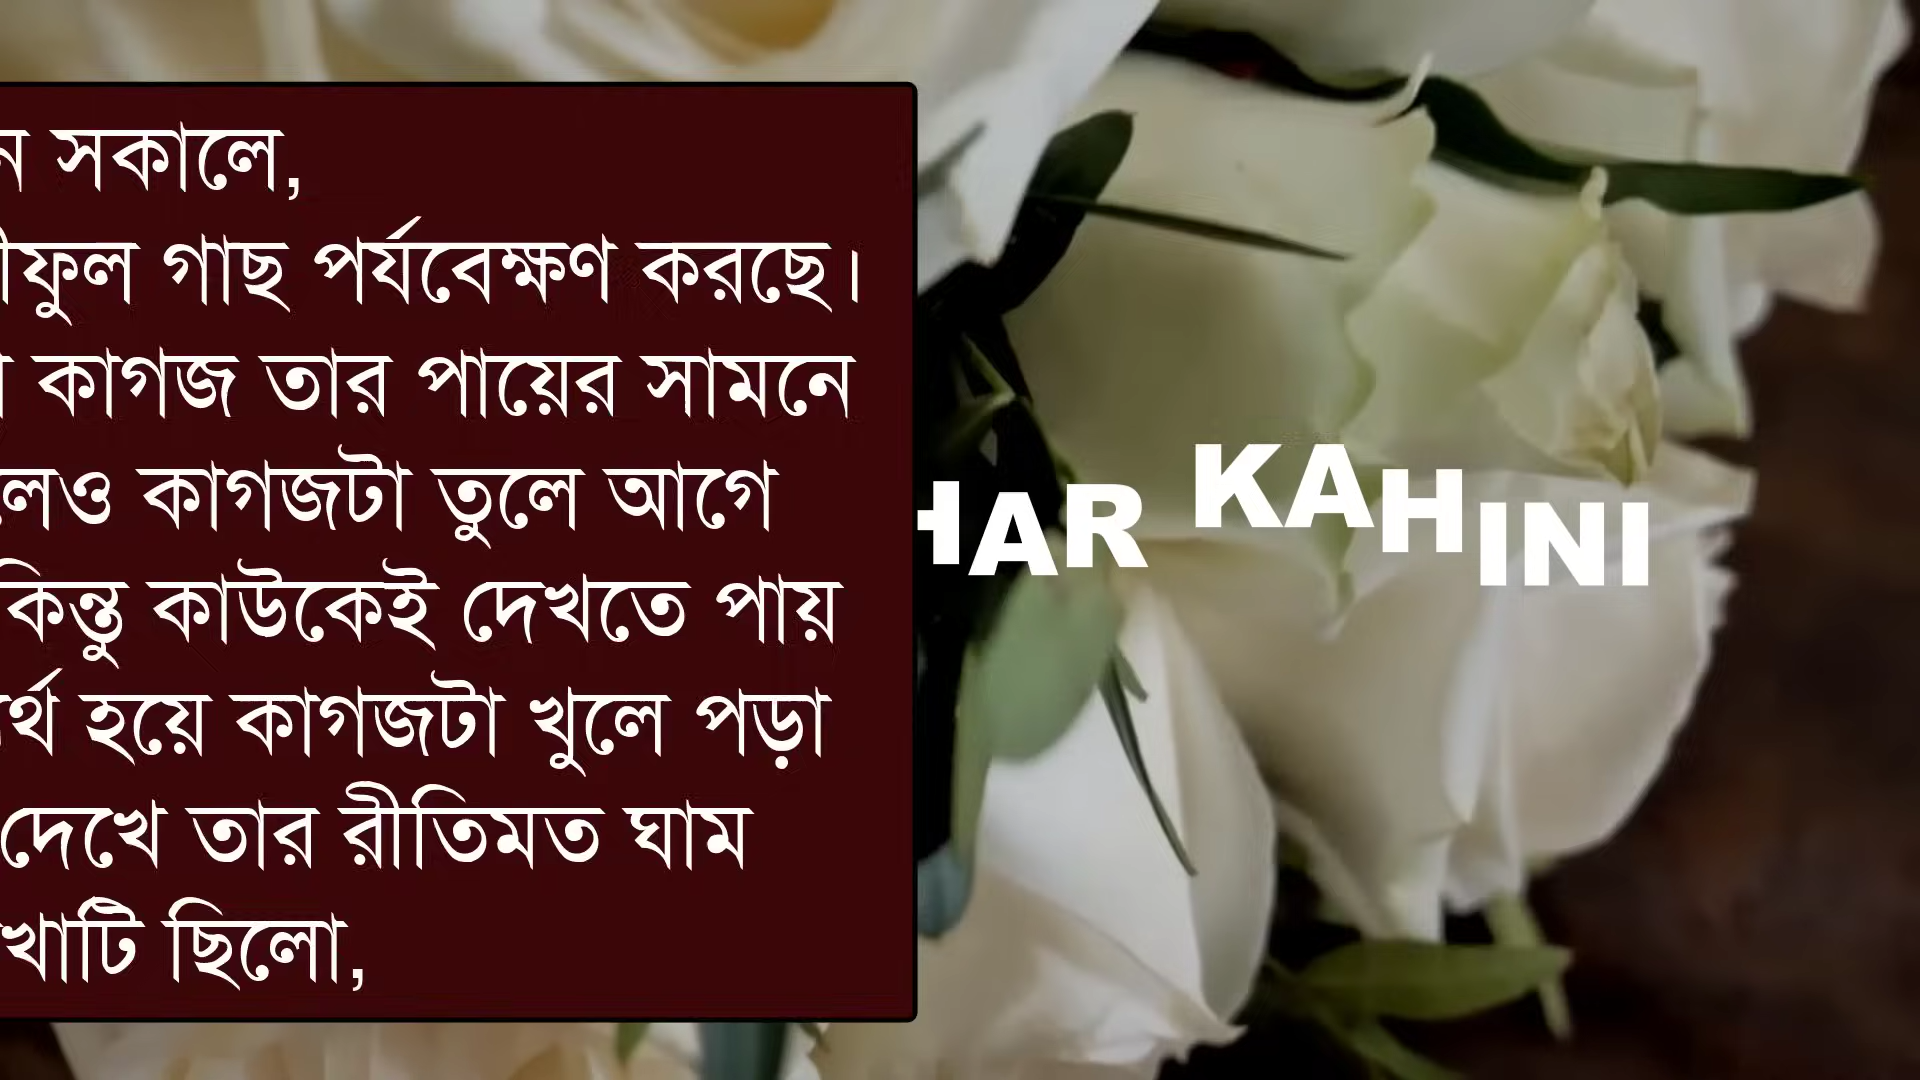 সকালে,
গাছ পর্যবেক্ষণ করছে।
কাগজ তার পায়ের সামনে
কাগজটা তুলে আগে
কিন্তু কাউকেই দেখতে পায়
হয়ে কাগজটা খুলে পড়া
দেখে তার রীতিমত ঘাম
ছিলো,
HAR KAHINI